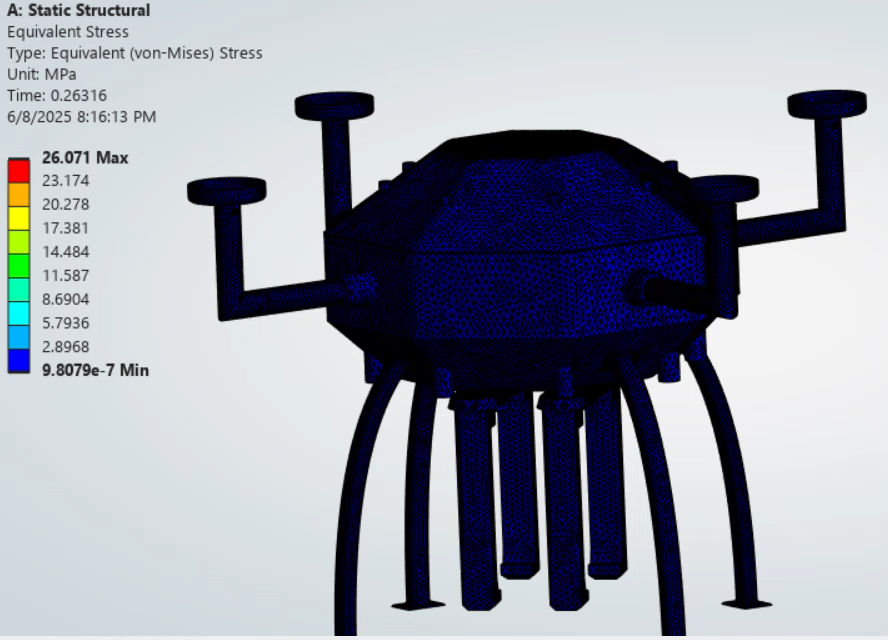 A: Static Structural
Equivalent Stress
Type: Equivalent (von-Mises) Stress
Unit: MPa
Time: 0.26316
6/8/2025 8:16:13 PM
26.071 Max
23.174
20.278
17.381
14.484
11.587
8.6904
5.7936
2.8968
9.8079e-7 Min